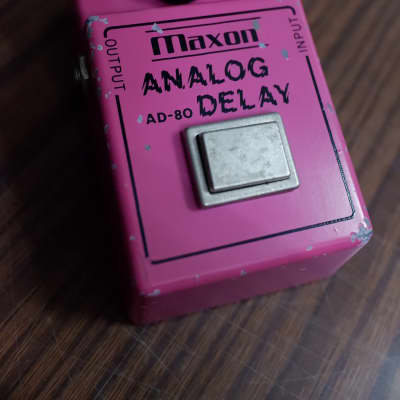 OUTPUT
INPUT
maxon
ANALOG
AD-80 DELAY